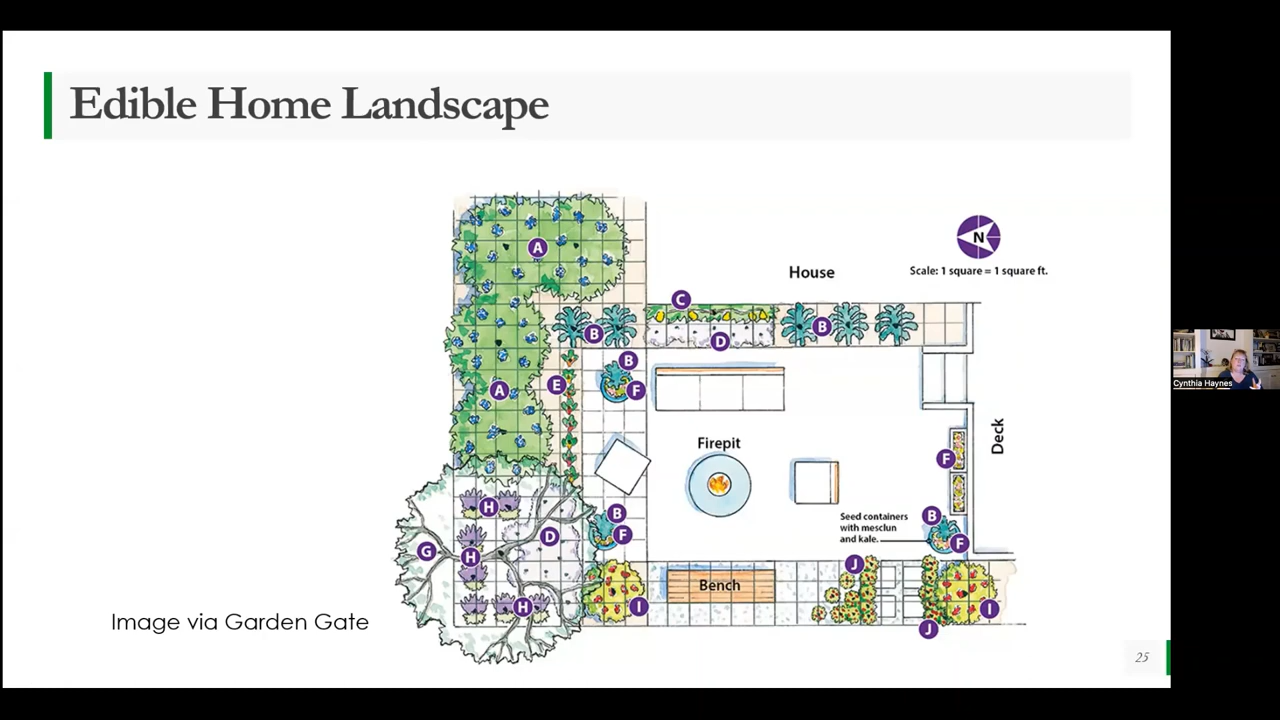 Edible Home Landscape
A
N
House
Scale: 1 square = 1 square ft.
C
B
B
D
B
E
F
A
Deck
Firepit
F
H
B
B
Seed containers
with mesclun
and kale.
F
D
F
G
H
J
Bench
H
I
I
J
Image via Garden Gate
25
Cynthia Haynes